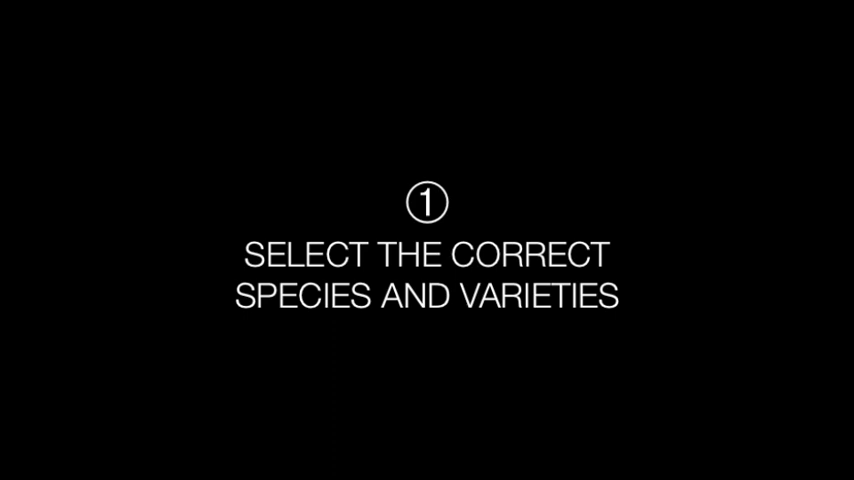 ①
SELECT THE CORRECT
SPECIES AND VARIETIES